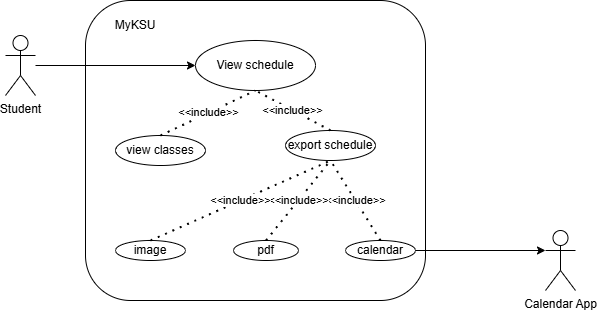 MyKSU
View schedule
Student
<<include>>
<<include>>
view classes
export schedule
<<include>>
<<include>>
<<include>>
image
pdf
calendar
Calendar App